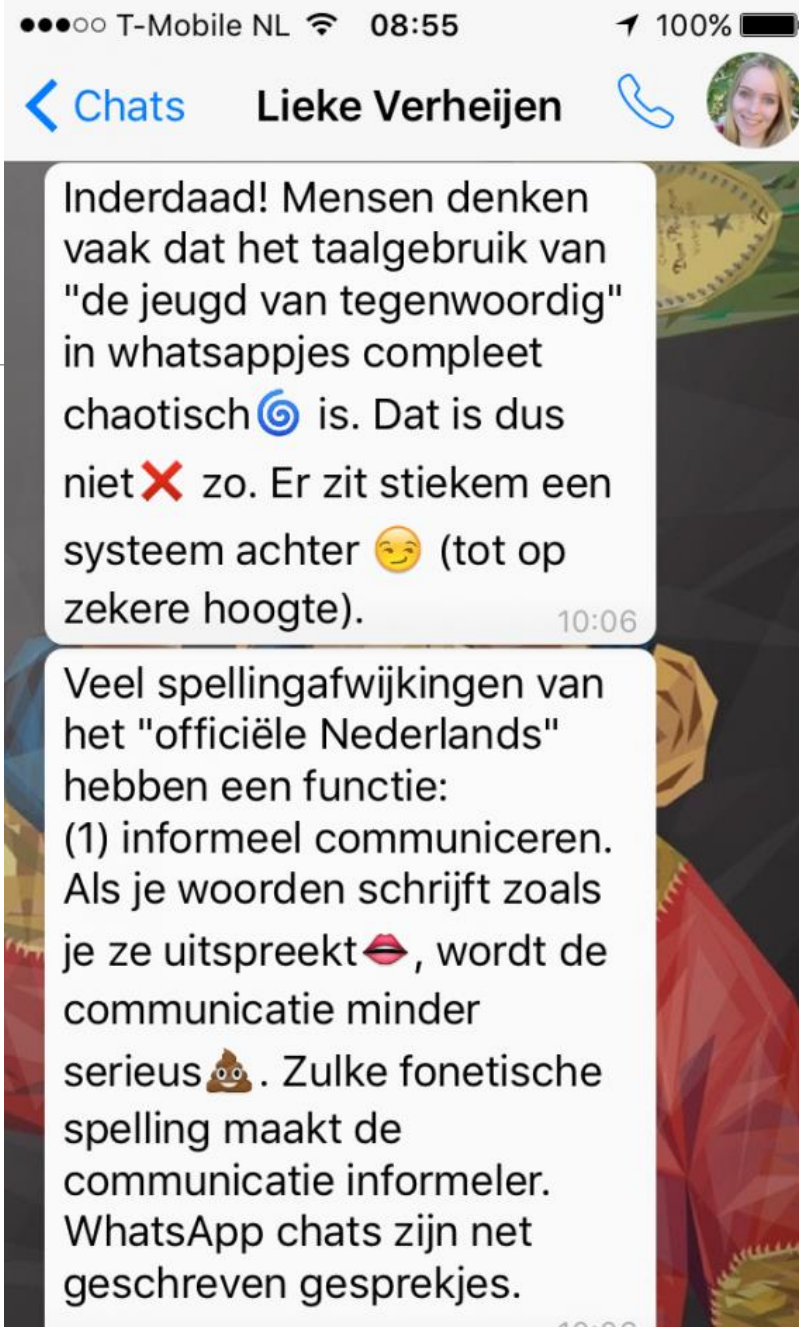 ●●●○○ T-Mobile NL 08:55 100%
Chats Lieke Verheijen
Inderdaad! Mensen denken
vaak dat het taalgebruik van
"de jeugd van tegenwoordig"
in whatsappjes compleet
chaotisch🌀 is. Dat is dus
niet❌ zo. Er zit stiekem een
systeem achter 😏 (tot op
zekere hoogte).
10:06
Veel spellingafwijkingen van
het "officiële Nederlands"
hebben een functie:
(1) informeel communiceren.
Als je woorden schrijft zoals
je ze uitspreekt👄, wordt de
communicatie minder
serieus💩. Zulke fonetische
spelling maakt de
communicatie informeler.
WhatsApp chats zijn net
geschreven gesprekjes.